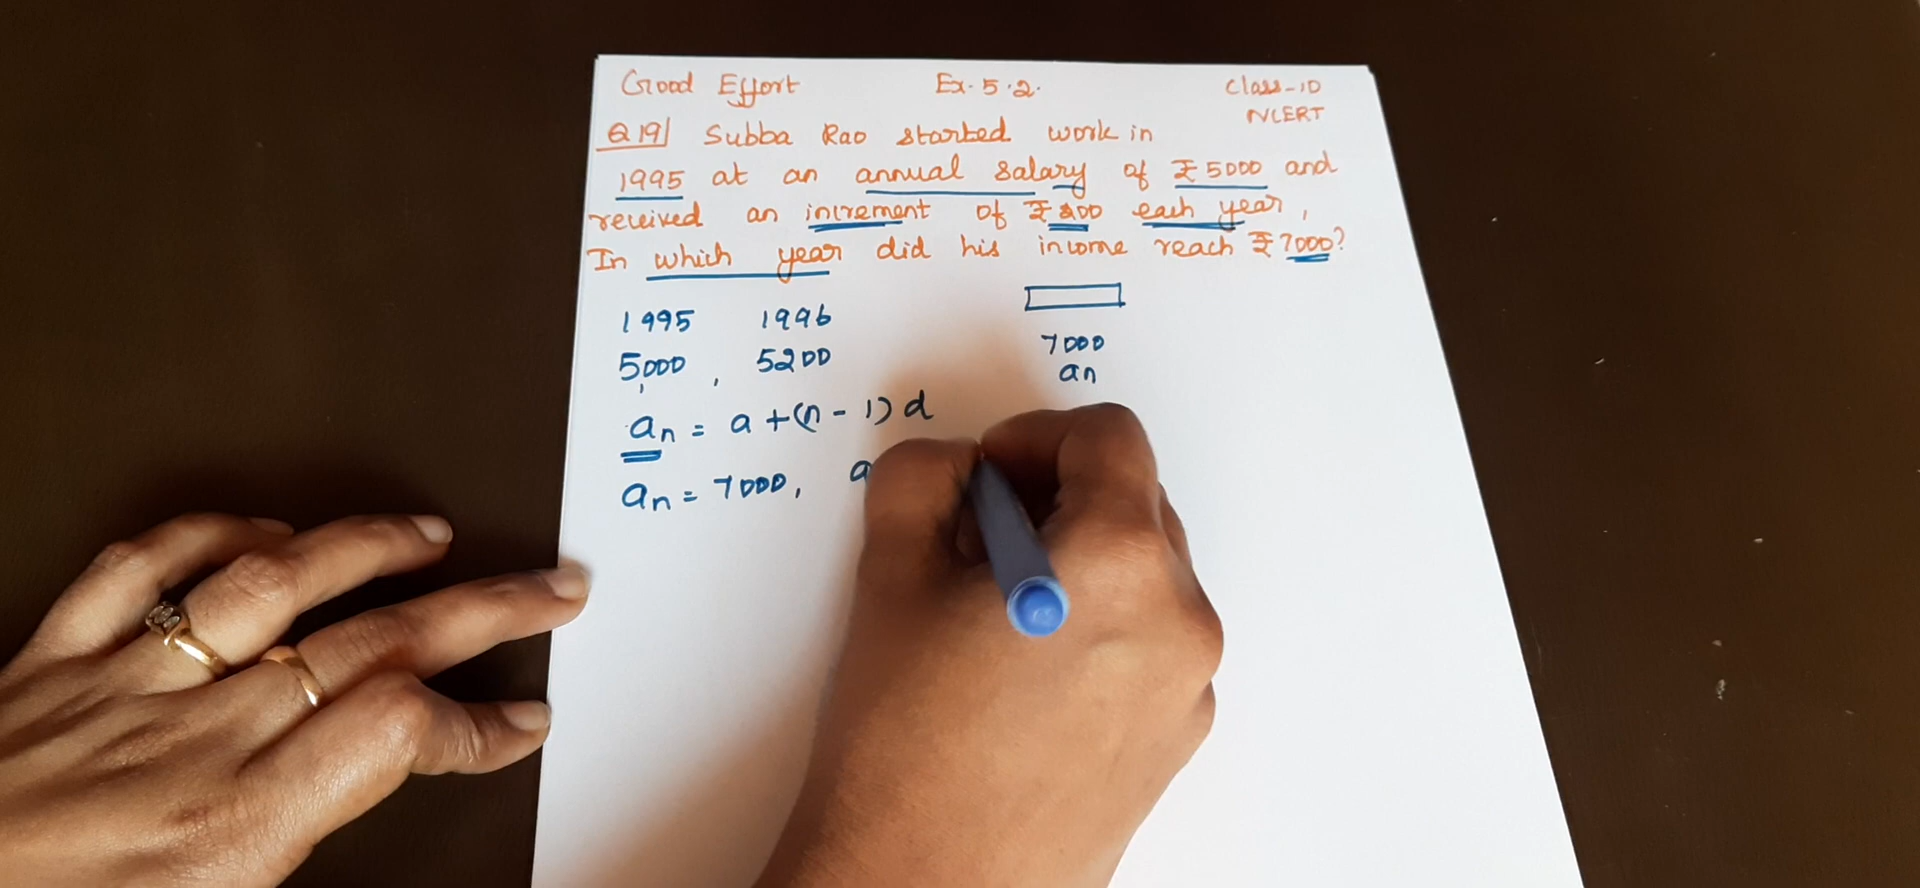 Good Effort Ex. 5.2. Class-10
NCERT
Q19| Subba Rao started work in
1995 at an annual salary of ₹5000 and
received an increment of ₹200 each year,
In which year did his income reach ₹7000?
1995 1996
5000, 5200 7000
an
an = a + (n - 1) d
an = 7000, a